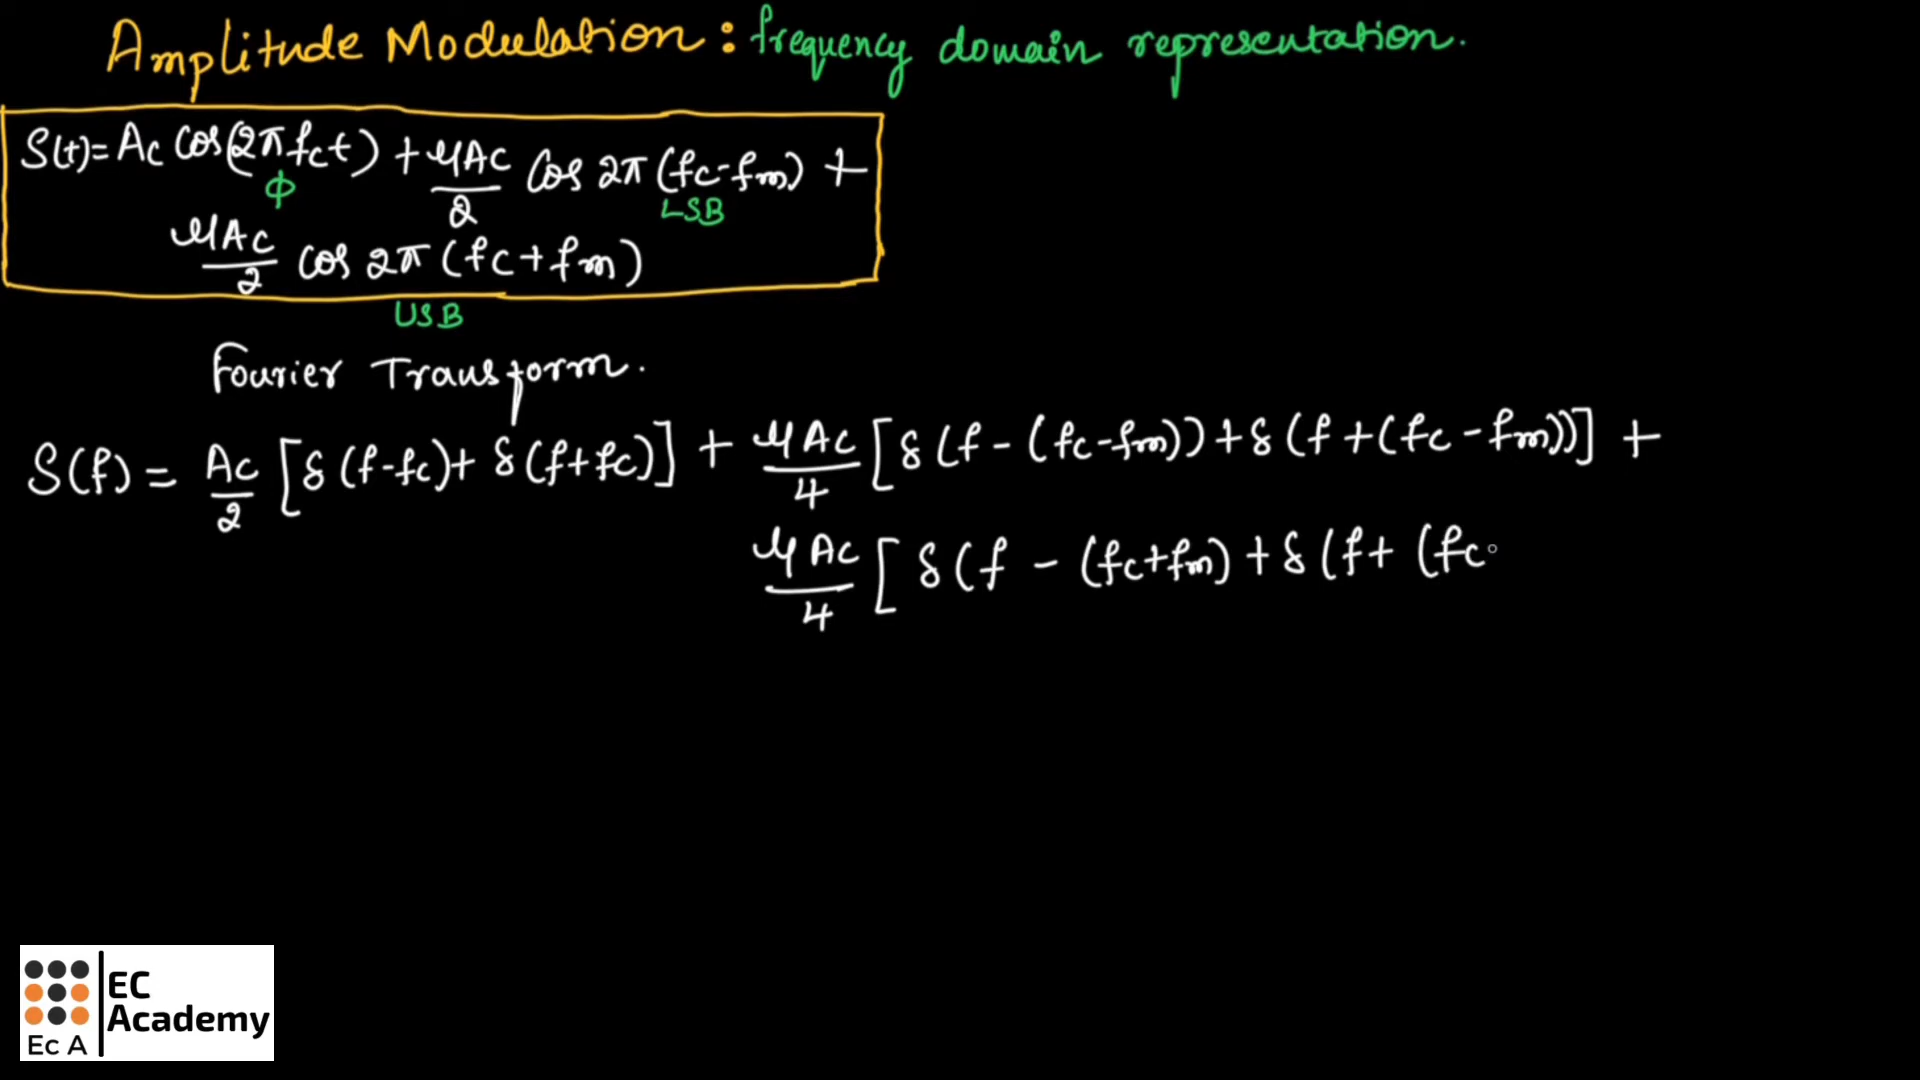 Amplitude Modulation: frequency domain representation.
S(t)= Ac cos(2πfct) + μAc/2 cos 2π (fc-fm) +
Φ
LSB
μAc/2 cos 2π (fc+fm)
USB
Fourier Transform.
S(f) = Ac/2 [δ(f-fc)+ δ(f+fc)] + μAc/4 [δ(f-(fc-fm))+δ(f+(fc-fm))] +
μAc/4 [δ(f-(fc+fm)+δ(f+(fc
EC
Academy
Ec A